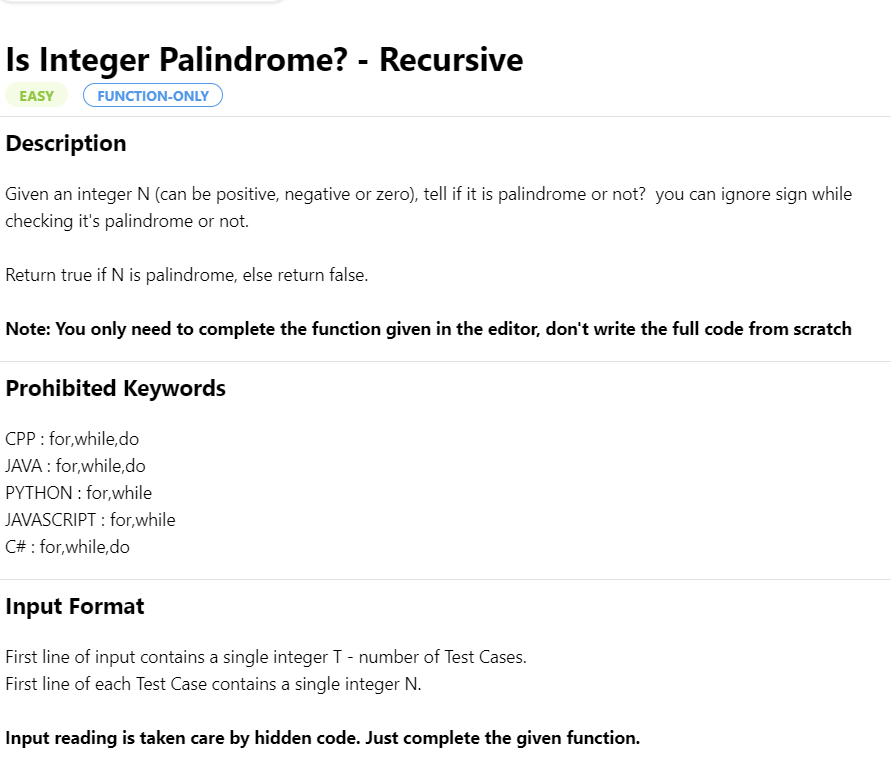 Is Integer Palindrome? - Recursive
EASY FUNCTION-ONLY
Description
Given an integer N (can be positive, negative or zero), tell if it is palindrome or not?  you can ignore sign while
checking it's palindrome or not.
Return true if N is palindrome, else return false.
Note: You only need to complete the function given in the editor, don't write the full code from scratch
Prohibited Keywords
CPP : for,while,do
JAVA : for,while,do
PYTHON : for,while
JAVASCRIPT : for,while
C# : for,while,do
Input Format
First line of input contains a single integer T - number of Test Cases.
First line of each Test Case contains a single integer N.
Input reading is taken care by hidden code. Just complete the given function.